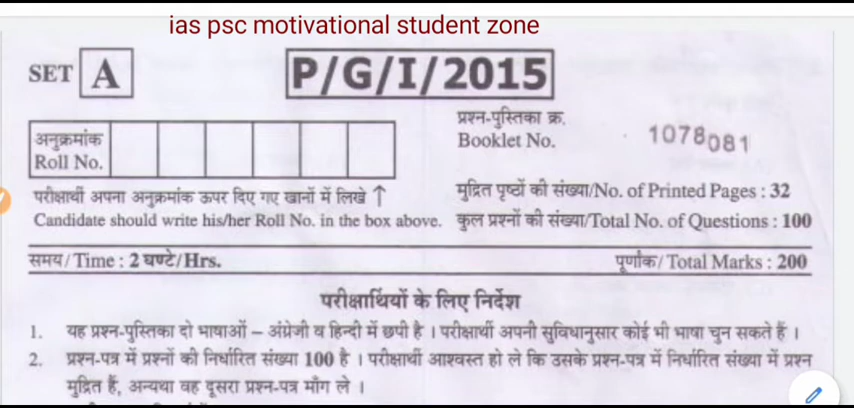 ias psc motivational student zone
SET A P/G/I/2015
अनुक्रमांक
Roll No.
प्रश्न-पुस्तिका क्र.
Booklet No. 1078081
परीक्षार्थी अपना अनुक्रमांक ऊपर दिए गए खानों में लिखे ↑
मुद्रित पृष्ठों की संख्या/No. of Printed Pages : 32
Candidate should write his/her Roll No. in the box above.
कुल प्रश्नों की संख्या/Total No. of Questions : 100
समय/Time : 2 घण्टे/Hrs. पूर्णांक/Total Marks : 200
परीक्षार्थियों के लिए निर्देश
1. यह प्रश्न-पुस्तिका दो भाषाओं – अंग्रेजी व हिन्दी में छपी है । परीक्षार्थी अपनी सुविधानुसार कोई भी भाषा चुन सकते हैं ।
2. प्रश्न-पत्र में प्रश्नों की निर्धारित संख्या 100 है । परीक्षार्थी आश्वस्त हो ले कि उसके प्रश्न-पत्र में निर्धारित संख्या में प्रश्न
मुद्रित हैं, अन्यथा वह दूसरा प्रश्न-पत्र माँग ले ।